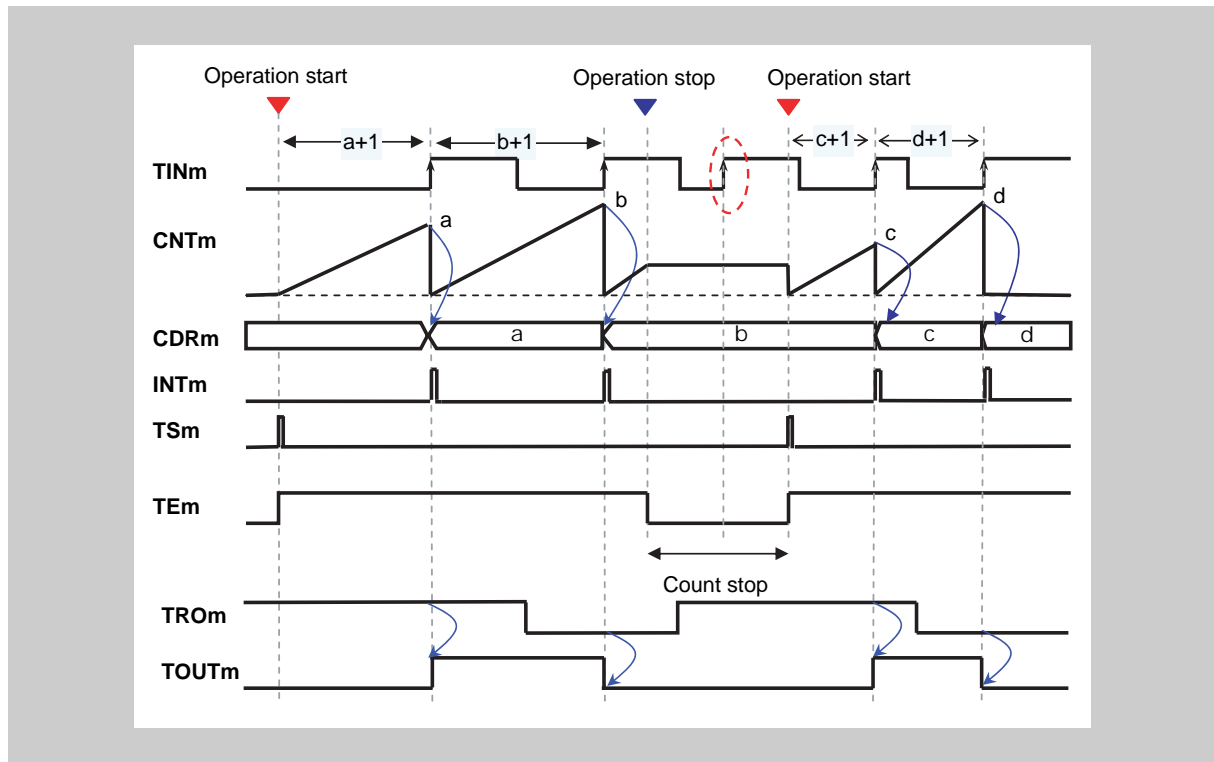 Operation start Operation stop Operation start
a+1 b+1 c+1 d+1
TINm
a b c d
CNTm
CDRm a b c d
INTm
TSm
TEm
Count stop
TROm
TOUTm